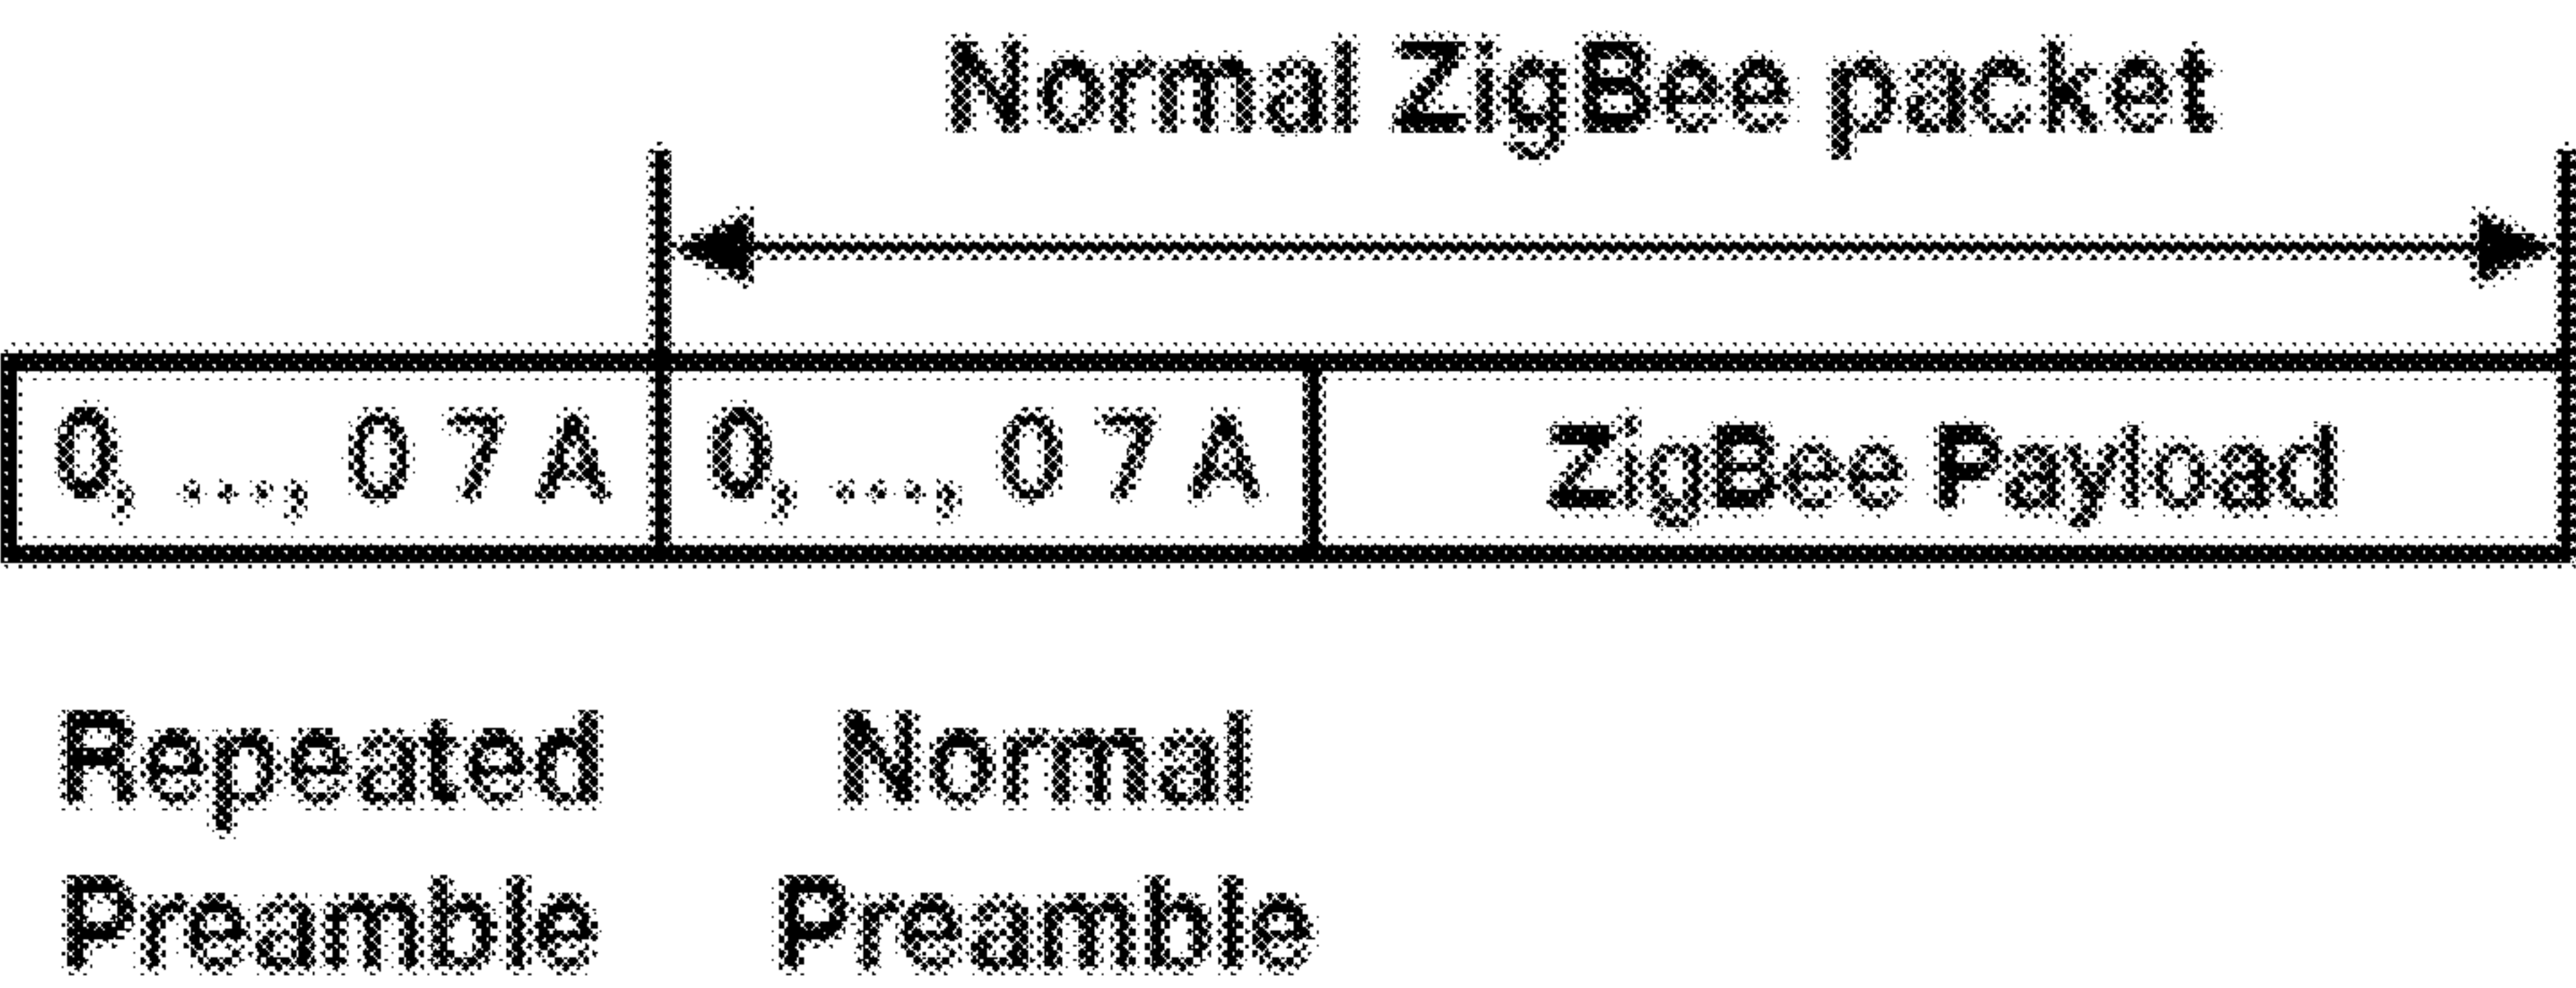 Normal ZigBee packet
0, ..., 0 7 A 0, ..., 0 7 A ZigBee Payload
Repeated Normal
Preamble Preamble